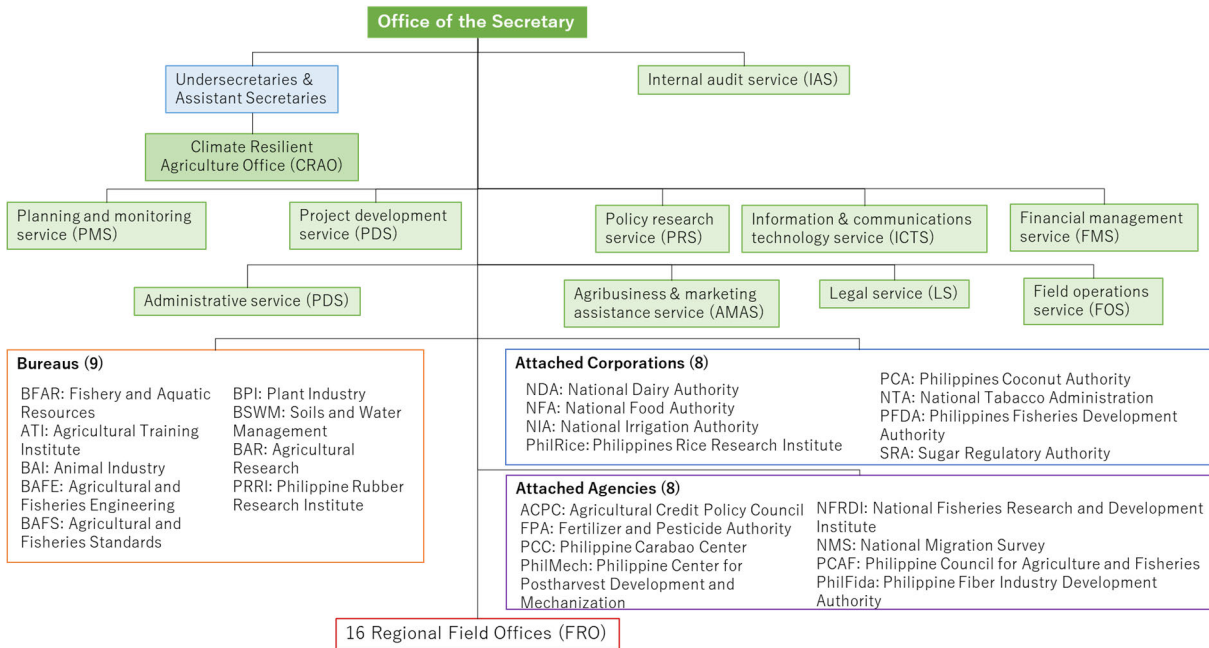 Office of the Secretary
Undersecretaries &
Assistant Secretaries
Internal audit service (IAS)
Climate Resilient
Agriculture Office (CRAO)
Planning and monitoring
service (PMS)
Project development
service (PDS)
Policy research
service (PRS)
Information & communications
technology service (ICTS)
Financial management
service (FMS)
Administrative service (PDS)
Agribusiness & marketing
assistance service (AMAS)
Legal service (LS)
Field operations
service (FOS)
Bureaus (9)
BFAR: Fishery and Aquatic
Resources
ATI: Agricultural Training
Institute
BAI: Animal Industry
BAFE: Agricultural and
Fisheries Engineering
BAFS: Agricultural and
Fisheries Standards
BPI: Plant Industry
BSWM: Soils and Water
Management
BAR: Agricultural
Research
PRRI: Philippine Rubber
Research Institute
Attached Corporations (8)
NDA: National Dairy Authority
NFA: National Food Authority
NIA: National Irrigation Authority
PhilRice: Philippines Rice Research Institute
PCA: Philippines Coconut Authority
NTA: National Tabacco Administration
PFDA: Philippines Fisheries Development
Authority
SRA: Sugar Regulatory Authority
Attached Agencies (8)
ACPC: Agricultural Credit Policy Council
FPA: Fertilizer and Pesticide Authority
PCC: Philippine Carabao Center
PhilMech: Philippine Center for
Postharvest Development and
Mechanization
NFRDI: National Fisheries Research and Development
Institute
NMS: National Migration Survey
PCAF: Philippine Council for Agriculture and Fisheries
PhilFida: Philippine Fiber Industry Development
Authority
16 Regional Field Offices (FRO)